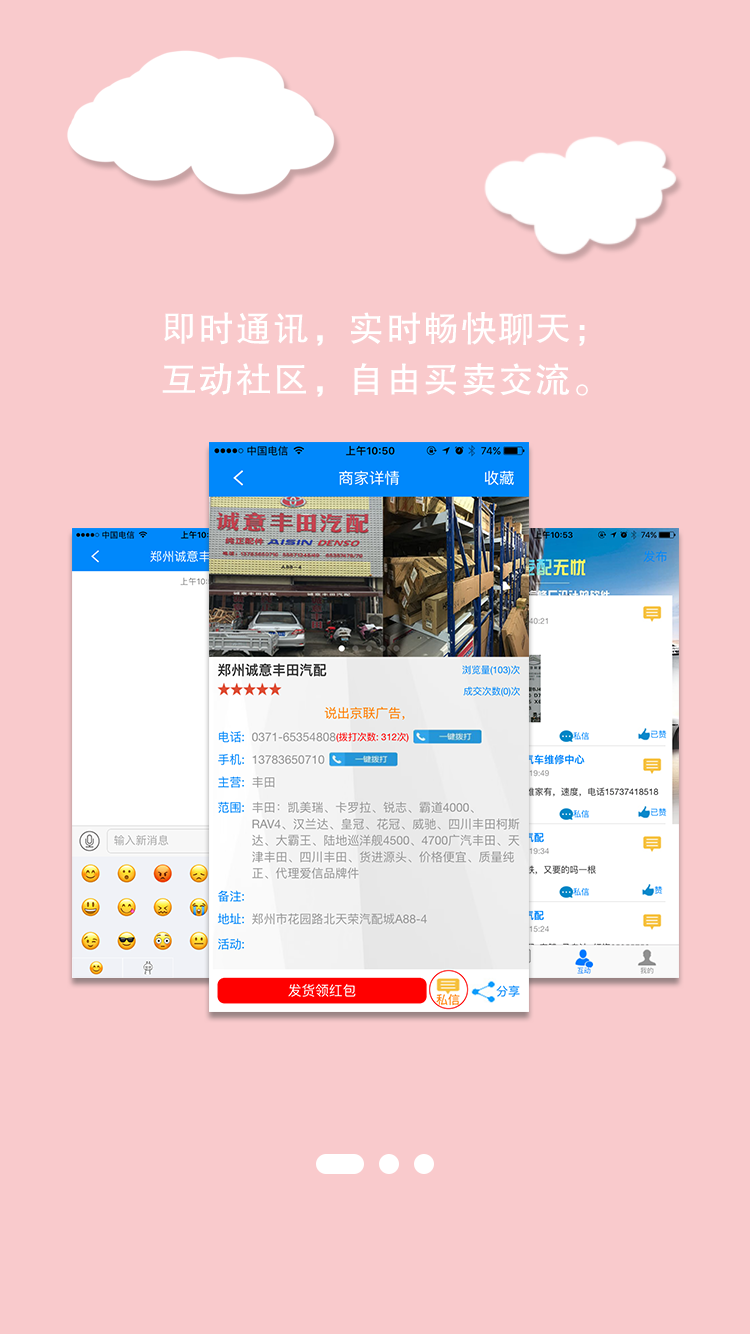 即时通讯，实时畅快聊天；
互动社区，自由买卖交流。
中国电信
上午10:50
74%
商家详情
收藏
诚意丰田汽配
纯正配件 AISIN DENSO
A88-4
郑州诚意丰田汽配
浏览量(103)次
成交次数(0)次
说出京联广告,
电话: 0371-65354808(拨打次数: 312次) 一键拨打
手机: 13783650710 一键拨打
主营: 丰田
范围: 丰田：凯美瑞、卡罗拉、锐志、霸道4000、
RAV4、汉兰达、皇冠、花冠、威驰、四川丰田柯斯
达、大霸王、陆地巡洋舰4500、4700广汽丰田、天
津丰田、四川丰田、货进源头、价格便宜、质量纯
正、代理爱信品牌件
备注:
地址: 郑州市花园路北天荣汽配城A88-4
活动:
发货领红包
私信
分享
中国电信
上午10:
郑州诚意丰
上午10:
输入新消息
上午10:53
74%
发布
配无忧
40:21
私信
已赞
汽车维修中心
19:49
谁家有，速度，电话15737418518
私信
已赞
汽配
19:34
铁，又要的吗一根
私信
赞
汽配
15:24
互动
我的